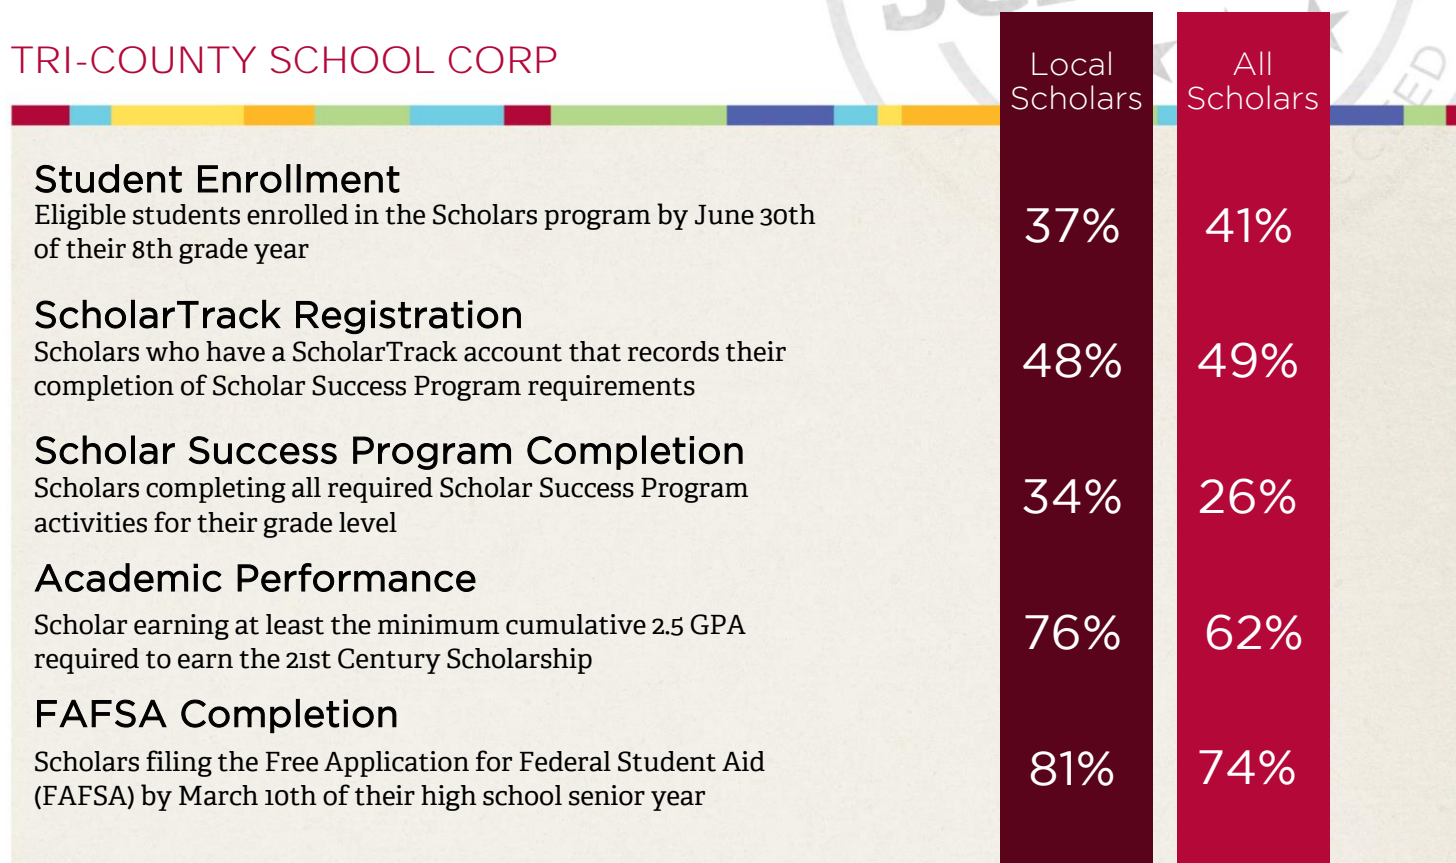 TRI-COUNTY SCHOOL CORP
Local
Scholars
All
Scholars
Student Enrollment
Eligible students enrolled in the Scholars program by June 30th
of their 8th grade year
37%
41%
ScholarTrack Registration
Scholars who have a ScholarTrack account that records their
completion of Scholar Success Program requirements
48%
49%
Scholar Success Program Completion
Scholars completing all required Scholar Success Program
activities for their grade level
34%
26%
Academic Performance
Scholar earning at least the minimum cumulative 2.5 GPA
required to earn the 21st Century Scholarship
76%
62%
FAFSA Completion
Scholars filing the Free Application for Federal Student Aid
(FAFSA) by March 10th of their high school senior year
81%
74%